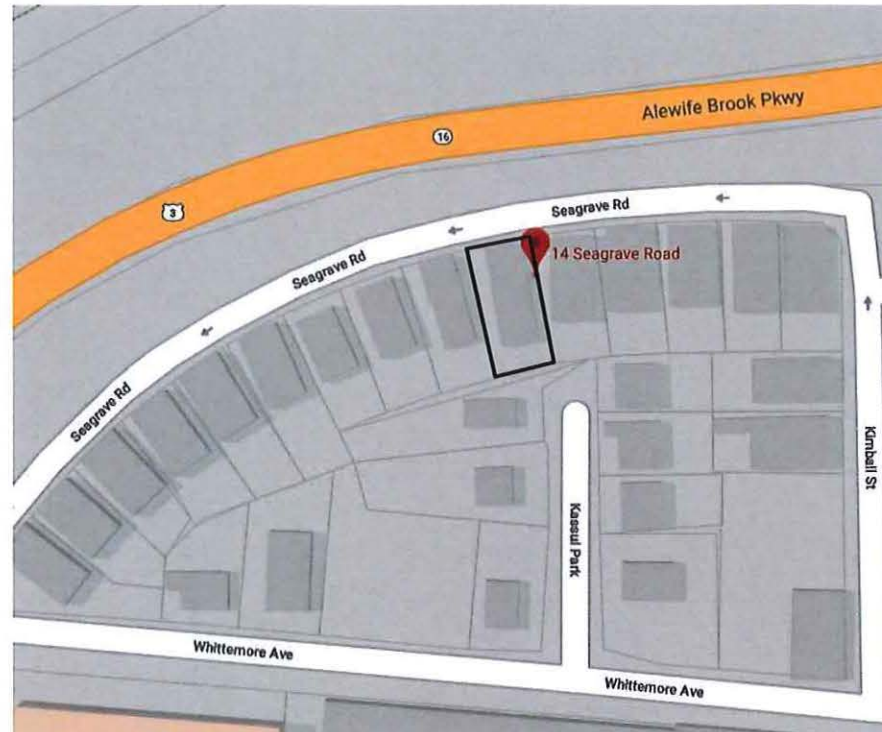 Alewife Brook Pkwy
16
3
Seagrave Rd
Seagrave Rd
14 Seagrave Road
Seagrave Rd
Kimball St
Kassul Park
Whittemore Ave
Whittemore Ave